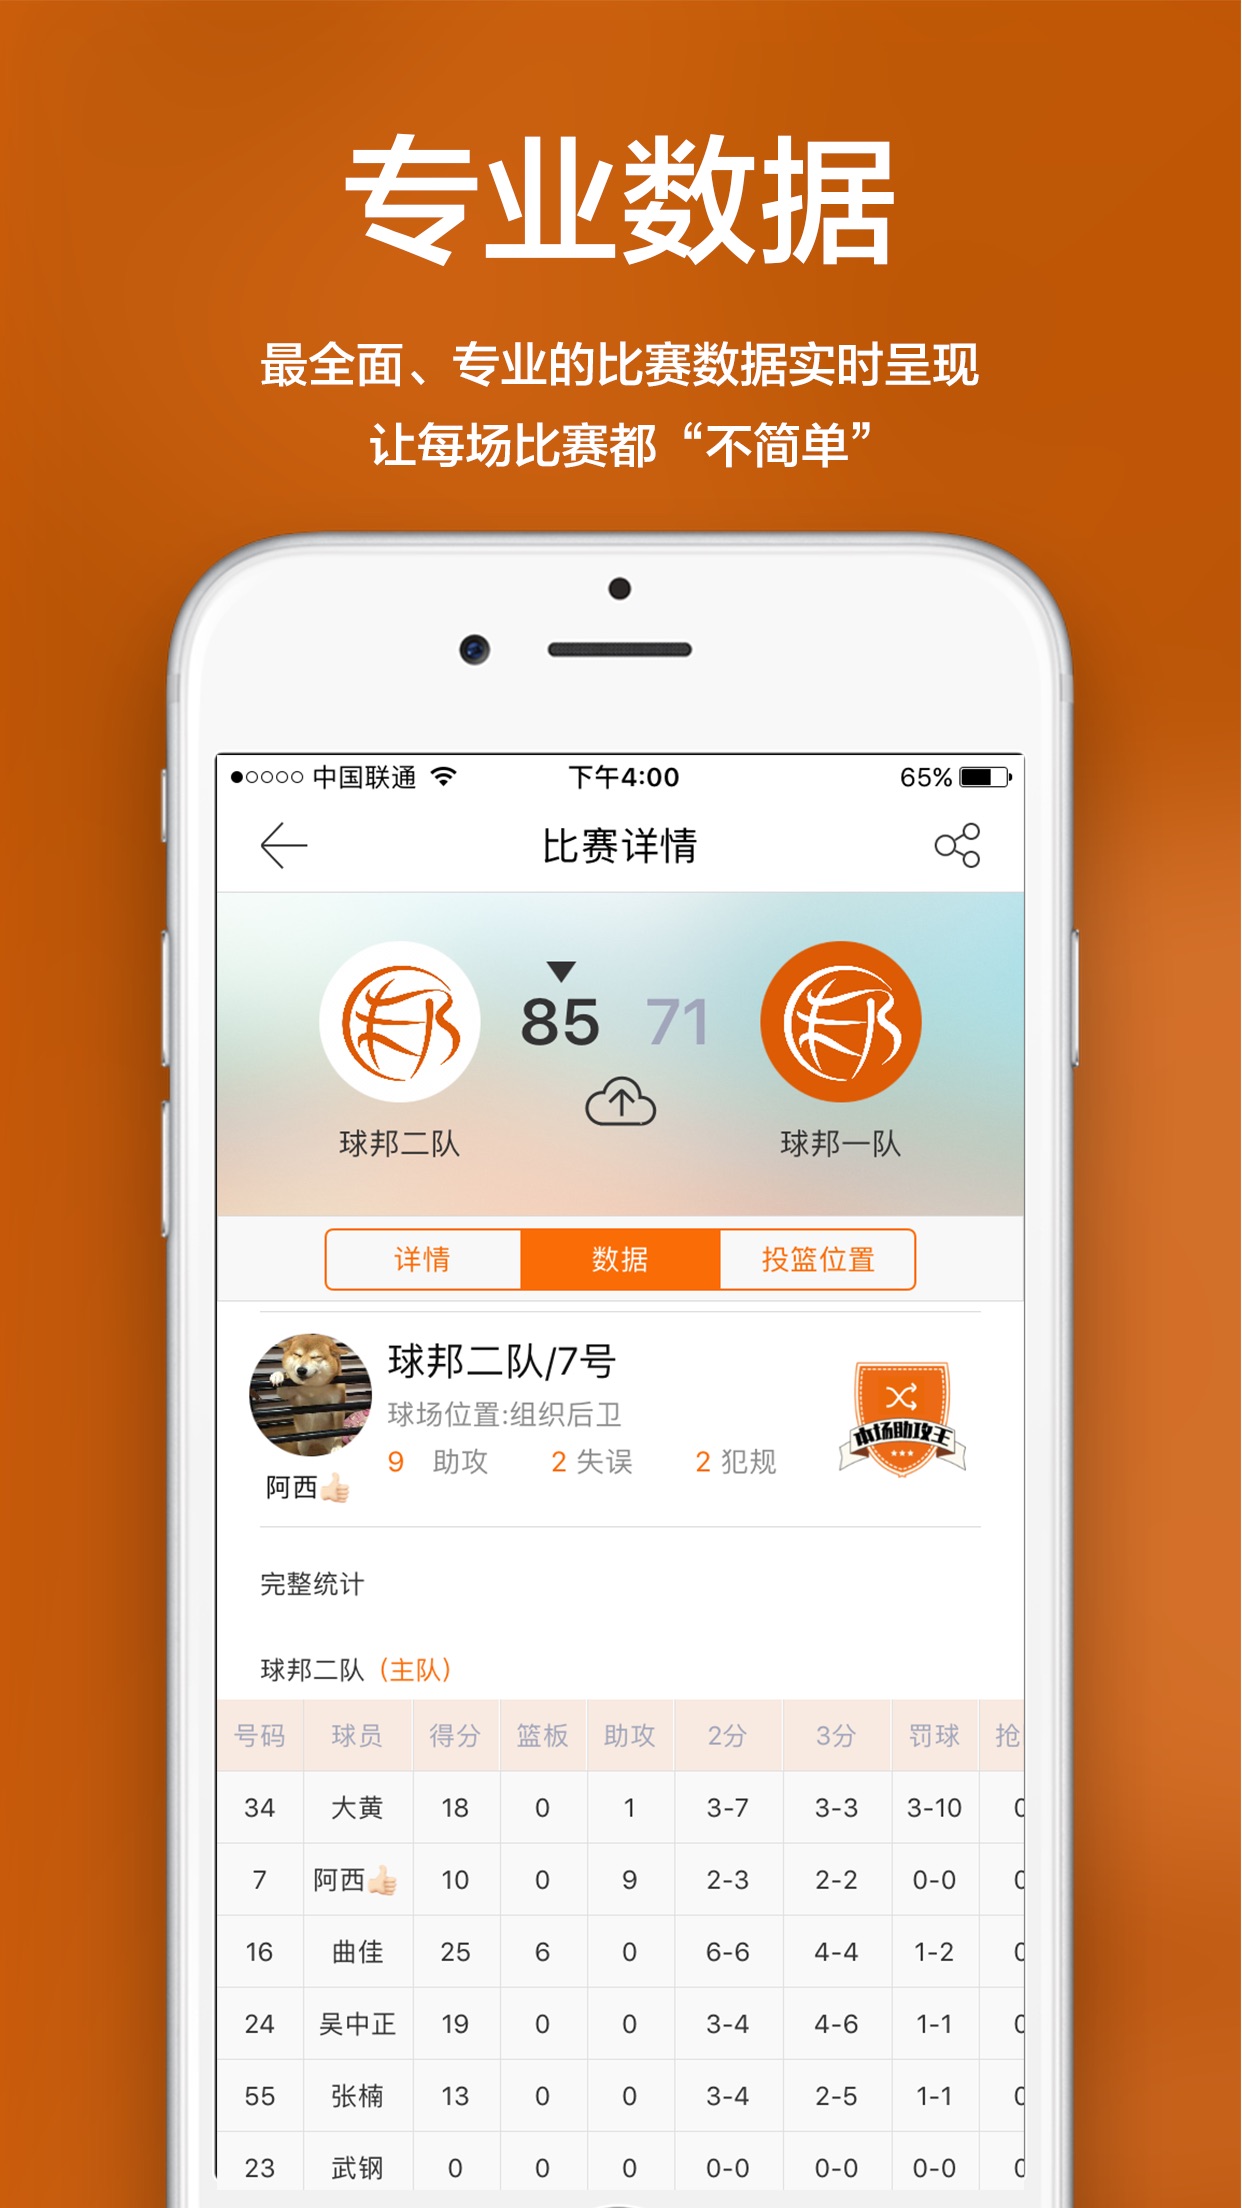 专业数据
最全面、专业的比赛数据实时呈现
让每场比赛都“不简单”
中国联通 下午4:00 65%
比赛详情
85 71
球邦二队 球邦一队
详情 数据 投篮位置
球邦二队/7号
球场位置:组织后卫
9 助攻 2 失误 2 犯规
本场助攻王
阿西👍🏻
完整统计
球邦二队（主队）
号码 球员 得分 篮板 助攻 2分 3分 罚球 抢
34 大黄 18 0 1 3-7 3-3 3-10 0
7 阿西👍🏻 10 0 9 2-3 2-2 0-0 0
16 曲佳 25 6 0 6-6 4-4 1-2 0
24 吴中正 19 0 0 3-4 4-6 1-1 0
55 张楠 13 0 0 3-4 2-5 1-1 0
23 武钢 0 0 0 0-0 0-0 0-0 0